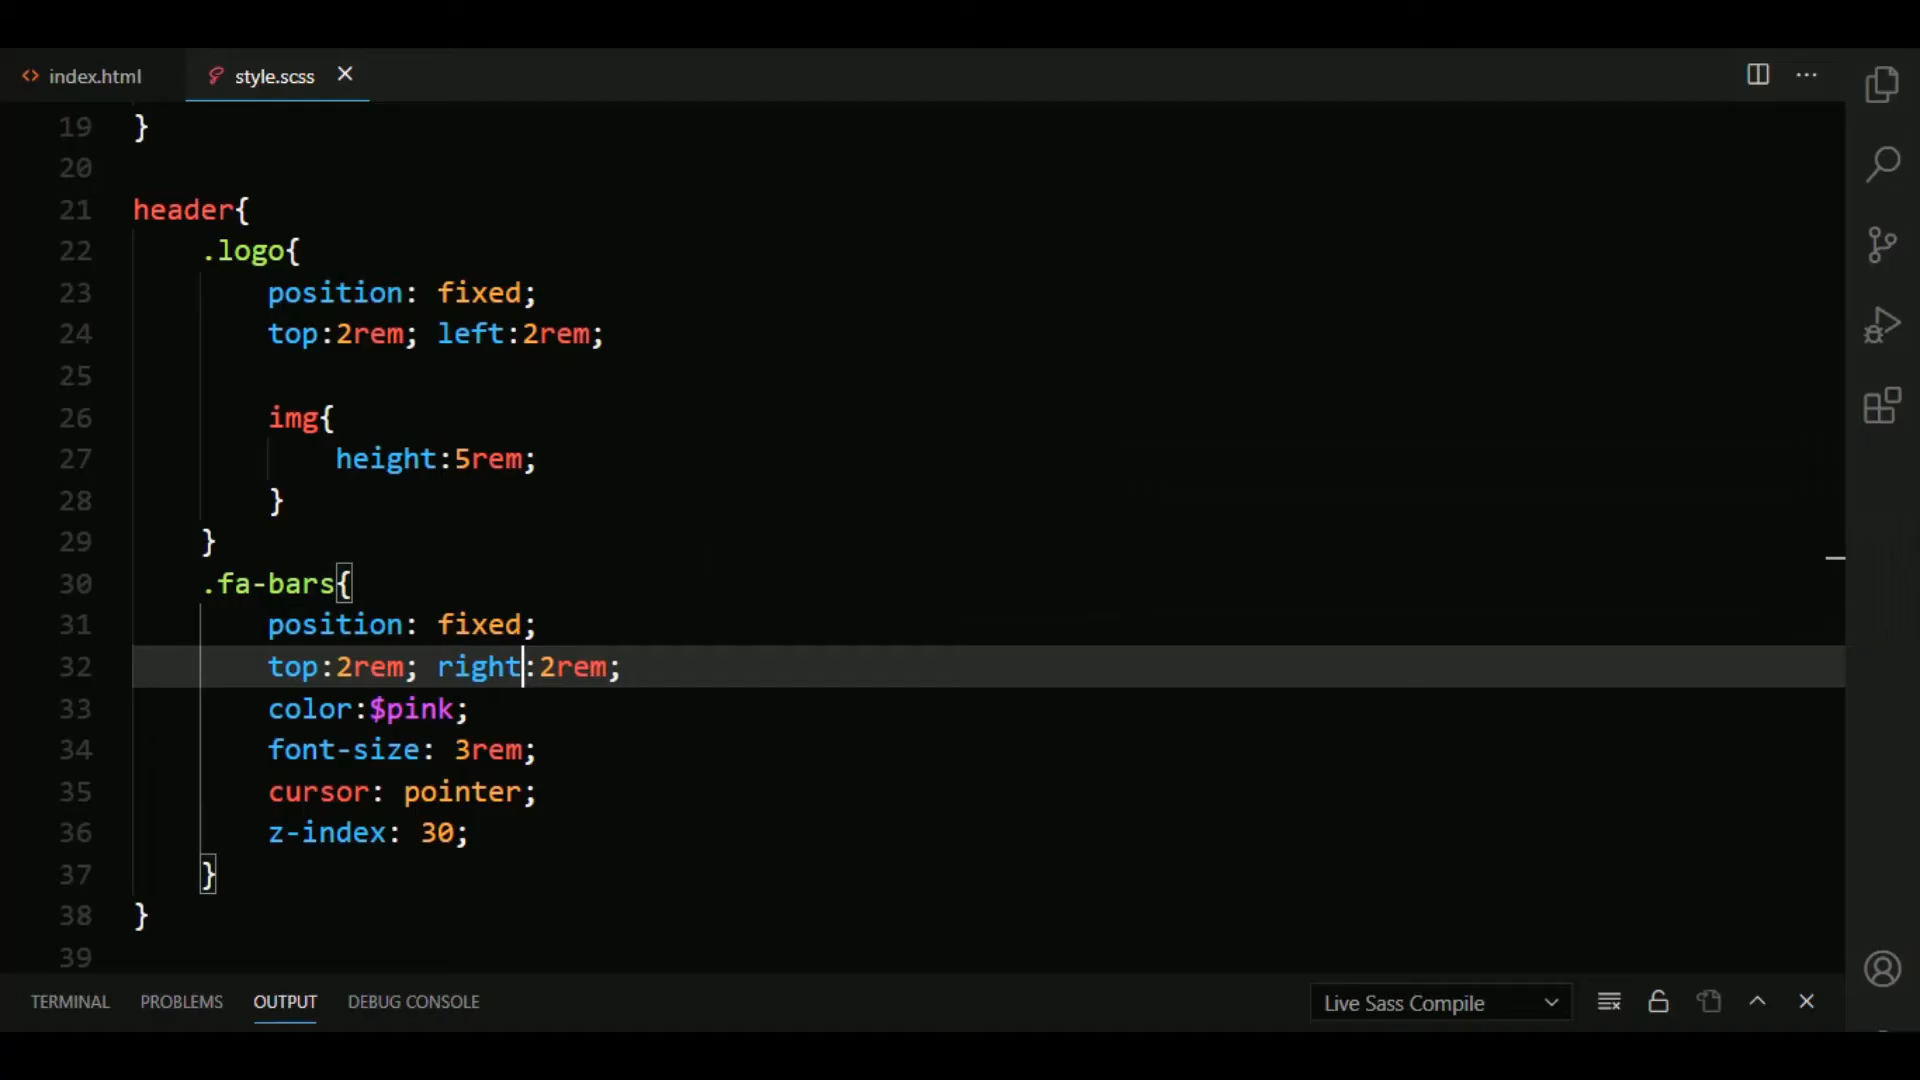 index.html style.scss
19 }
20
21 header{
22 .logo{
23 position: fixed;
24 top:2rem; left:2rem;
25
26 img{
27 height:5rem;
28 }
29 }
30 .fa-bars{
31 position: fixed;
32 top:2rem; right:2rem;
33 color:$pink;
34 font-size: 3rem;
35 cursor: pointer;
36 z-index: 30;
37 }
38 }
39
TERMINAL PROBLEMS OUTPUT DEBUG CONSOLE Live Sass Compile